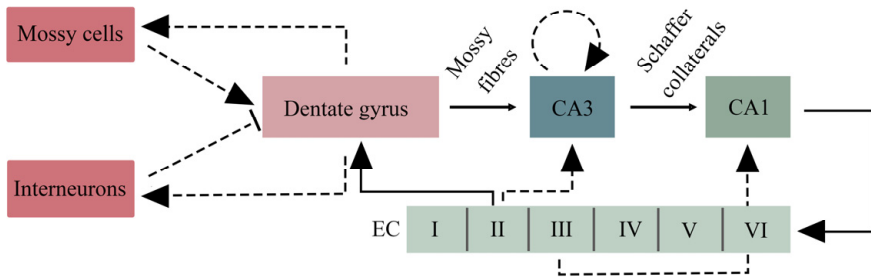 Mossy cells
Mossy
fibres
Schaffer
collaterals
Dentate gyrus
CA3
CA1
Interneurons
EC I II III IV V VI